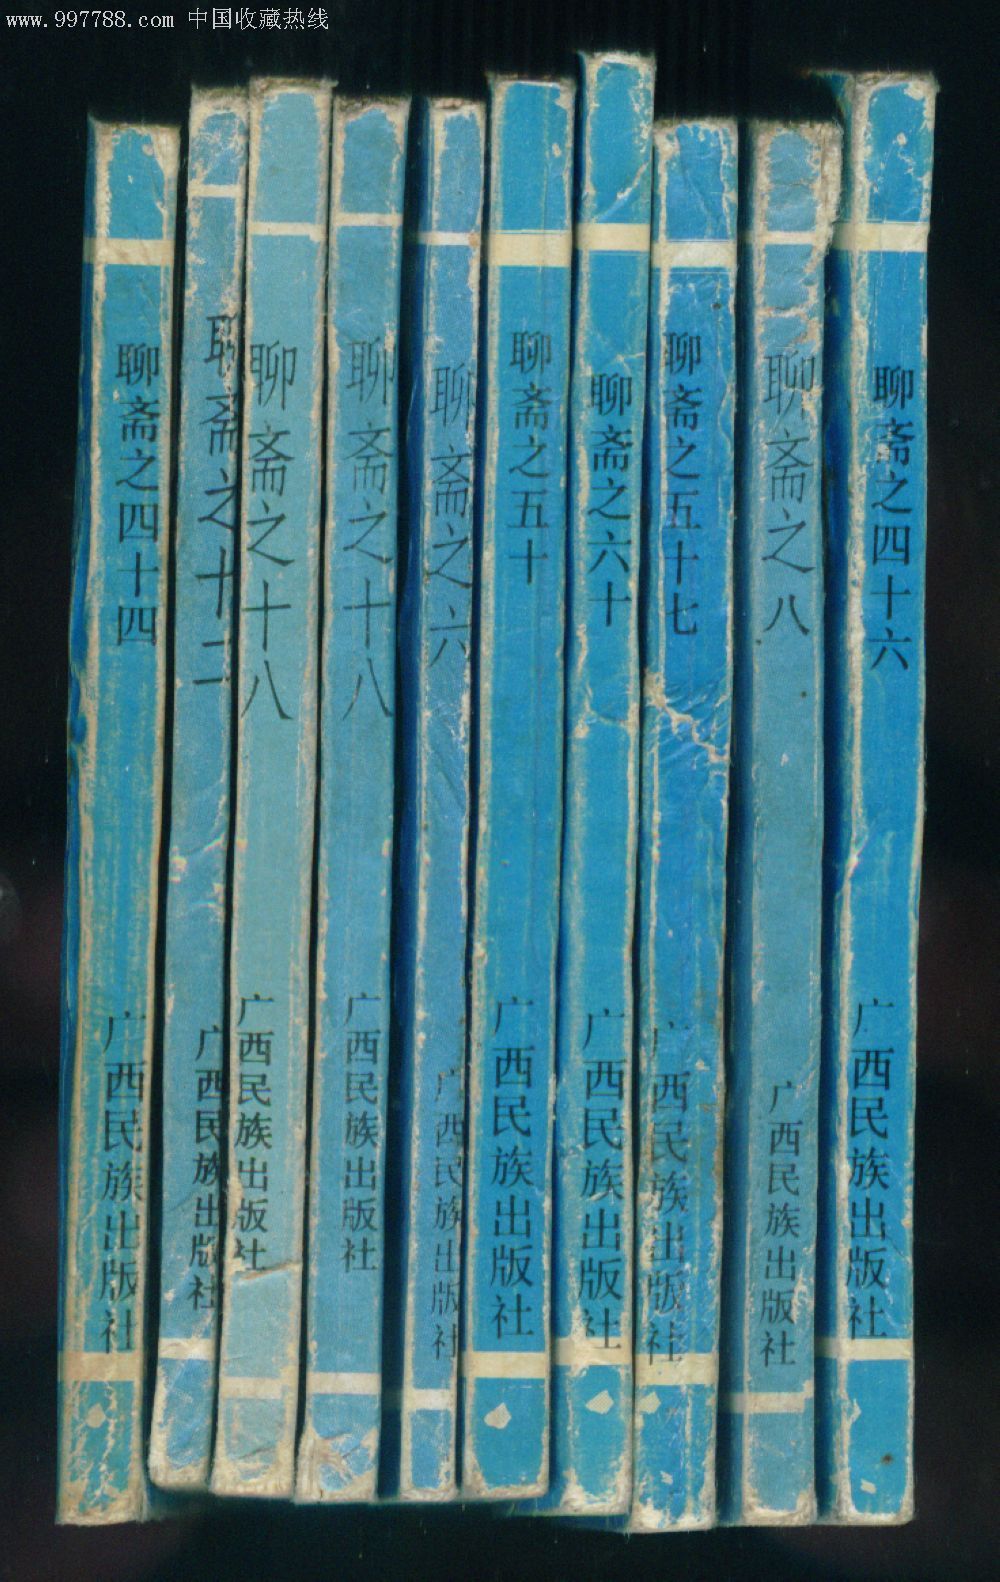 www.997788.com 中国收藏热线
聊斋之四十四
广西民族出版社
聊斋之十二
广西民族出版社
聊斋之十八
广西民族出版社
聊斋之十八
广西民族出版社
聊斋之六
广西民族出版社
聊斋之五十
广西民族出版社
聊斋之六十
广西民族出版社
聊斋之五十七
广西民族出版社
聊斋之八
广西民族出版社
聊斋之四十六
广西民族出版社